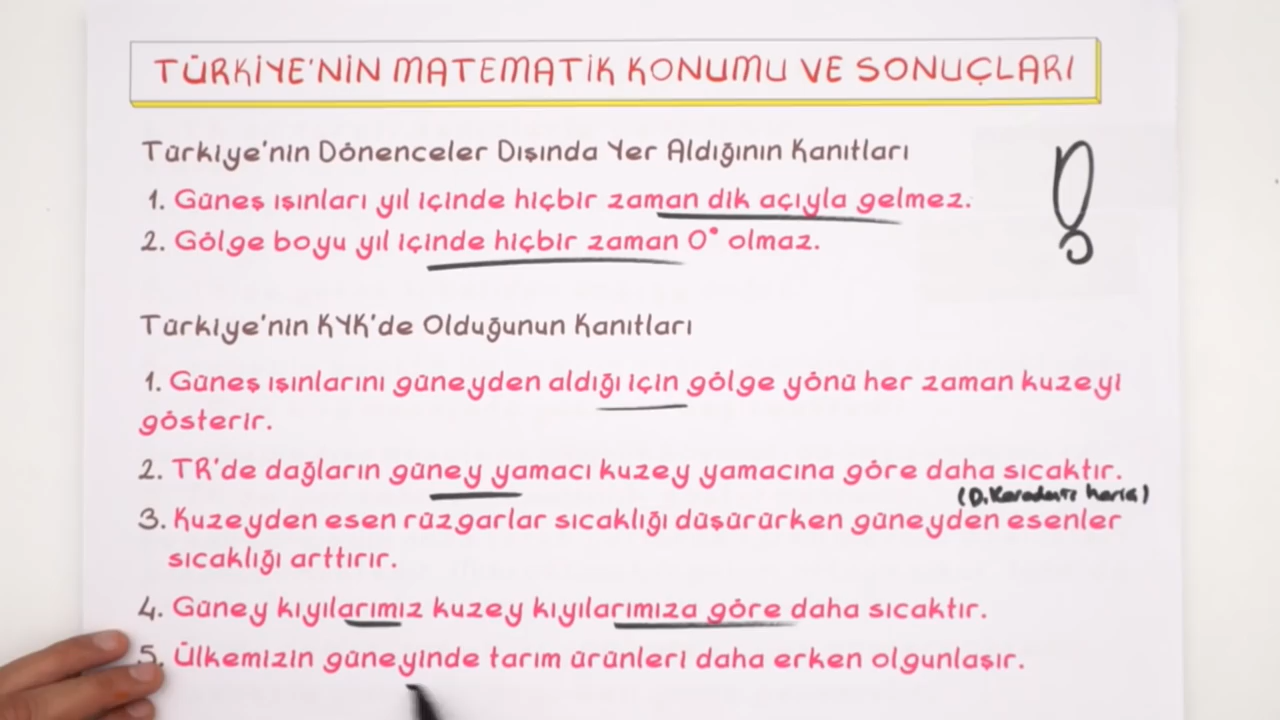 TÜRKİYE'NİN MATEMATİK KONUMU VE SONUÇLARI
Türkiye'nin Dönenceler Dışında Yer Aldığının Kanıtları
1. Güneş ışınları yıl içinde hiçbir zaman dik açıyla gelmez.
2. Gölge boyu yıl içinde hiçbir zaman 0° olmaz.
Türkiye'nin KYK'de Olduğunun Kanıtları
1. Güneş ışınlarını güneyden aldığı için gölge yönü her zaman kuzeyi
gösterir.
2. TR'de dağların güney yamacı kuzey yamacına göre daha sıcaktır.
(D. Karadeniz hariç)
3. Kuzeyden esen rüzgarlar sıcaklığı düşürürken güneyden esenler
sıcaklığı arttırır.
4. Güney kıyılarımız kuzey kıyılarımıza göre daha sıcaktır.
5. Ülkemizin güneyinde tarım ürünleri daha erken olgunlaşır.